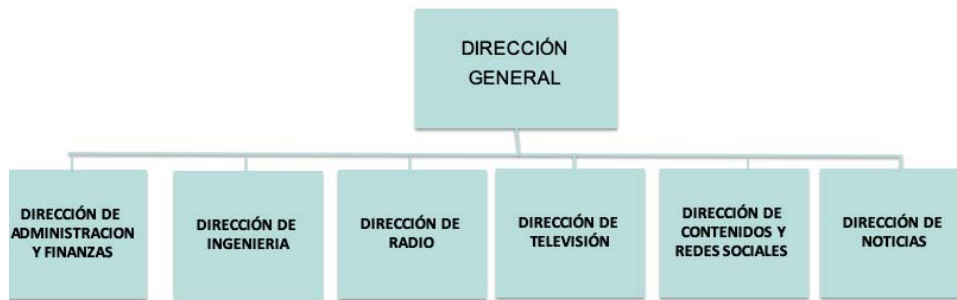 DIRECCIÓN
GENERAL
DIRECCIÓN DE
ADMINISTRACION
Y FINANZAS
DIRECCIÓN DE
INGENIERIA
DIRECCIÓN DE
RADIO
DIRECCIÓN DE
TELEVISIÓN
DIRECCIÓN DE
CONTENIDOS Y
REDES SOCIALES
DIRECCIÓN DE
NOTICIAS